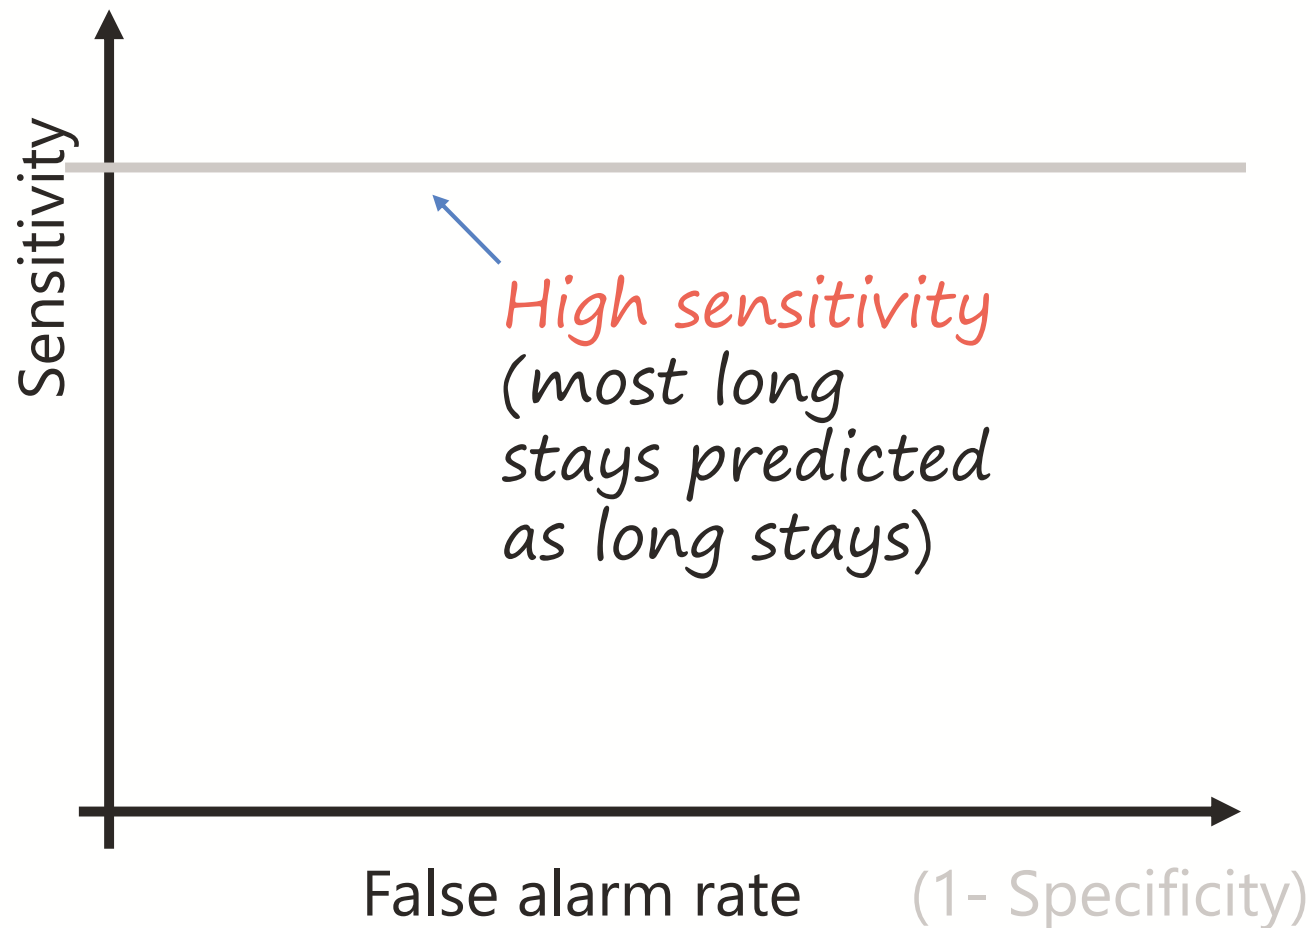 Sensitivity
High sensitivity
(most long
stays predicted
as long stays)
False alarm rate (1- Specificity)